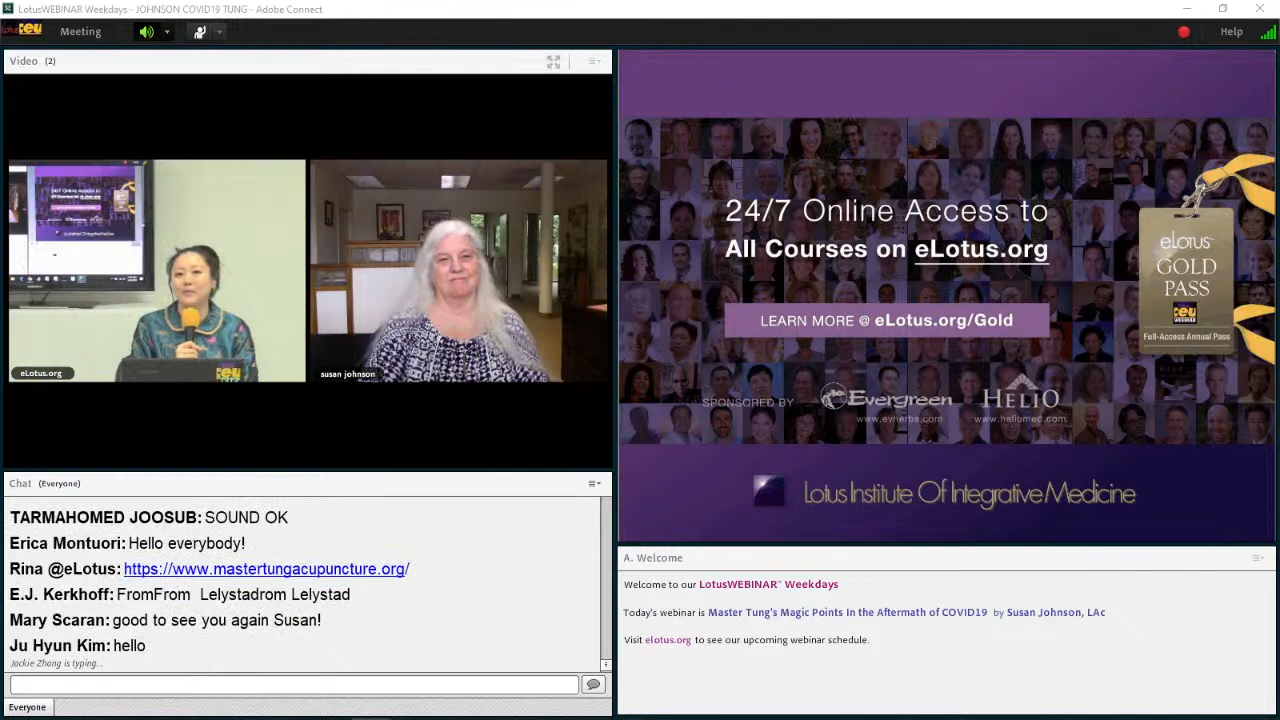 LotusWEBINAR Weekdays - JOHNSON COVID19 TUNG - Adobe Connect
Meeting
Help
Video (2)
24/7 Online Access to
eLotus.org
susan johnson
24/7 Online Access to
All Courses on eLotus.org
LEARN MORE @ eLotus.org/Gold
SPONSORED BY
Evergreen
www.evherbs.com
HELIO
www.heliomed.com
eLOTUS
GOLD
PASS
Full-Access Annual Pass
Lotus Institute Of Integrative Medicine
Chat (Everyone)
TARMAHOMED JOOSUB: SOUND OK
Erica Montuori: Hello everybody!
Rina @eLotus: https://www.mastertungacupuncture.org/
E.J. Kerkhoff: FromFrom Lelystadrom Lelystad
Mary Scaran: good to see you again Susan!
Ju Hyun Kim: hello
Jackie Zhang is typing...
Everyone
A. Welcome
Welcome to our LotusWEBINAR™ Weekdays
Today's webinar is Master Tung's Magic Points In the Aftermath of COVID19 by Susan Johnson, LAc
Visit elotus.org to see our upcoming webinar schedule.